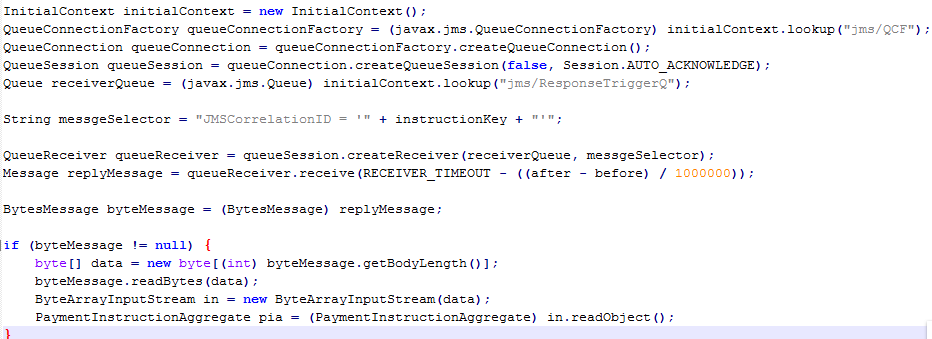 InitialContext initialContext = new InitialContext();
QueueConnectionFactory queueConnectionFactory = (javax.jms.QueueConnectionFactory) initialContext.lookup("jms/QCF");
QueueConnection queueConnection = queueConnectionFactory.createQueueConnection();
QueueSession queueSession = queueConnection.createQueueSession(false, Session.AUTO_ACKNOWLEDGE);
Queue receiverQueue = (javax.jms.Queue) initialContext.lookup("jms/ResponseTriggerQ");
String messgeSelector = "JMSCorrelationID = '" + instructionKey + "'";
QueueReceiver queueReceiver = queueSession.createReceiver(receiverQueue, messgeSelector);
Message replyMessage = queueReceiver.receive(RECEIVER_TIMEOUT - ((after - before) / 1000000));
BytesMessage byteMessage = (BytesMessage) replyMessage;
if (byteMessage != null) {
    byte[] data = new byte[(int) byteMessage.getBodyLength()];
    byteMessage.readBytes(data);
    ByteArrayInputStream in = new ByteArrayInputStream(data);
    PaymentInstructionAggregate pia = (PaymentInstructionAggregate) in.readObject();
}